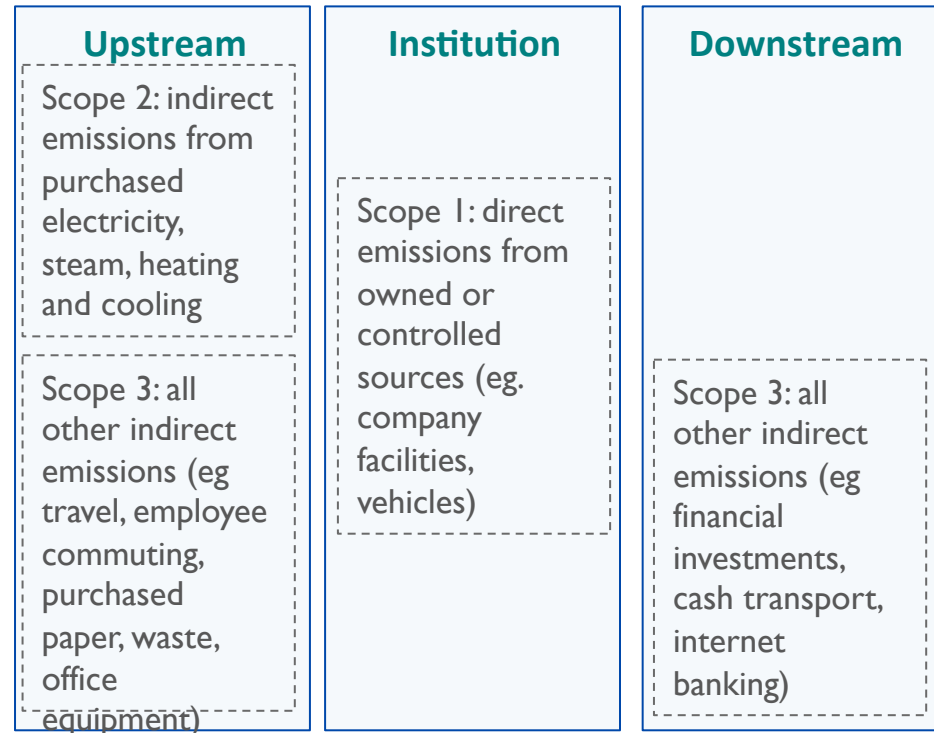 Upstream
Scope 2: indirect
emissions from
purchased
electricity,
steam, heating
and cooling
Scope 3: all
other indirect
emissions (eg
travel, employee
commuting,
purchased
paper, waste,
office
equipment)
Institution
Scope 1: direct
emissions from
owned or
controlled
sources (eg.
company
facilities,
vehicles)
Downstream
Scope 3: all
other indirect
emissions (eg
financial
investments,
cash transport,
internet
banking)